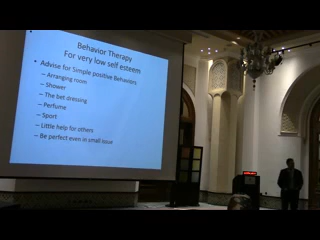 Behavior Therapy
For very low self esteem
• Advise for Simple positive Behaviors
– Arranging room
– Shower
– The bet dressing
– Perfume
– Sport
– Little help for others
– Be perfect even in small issue